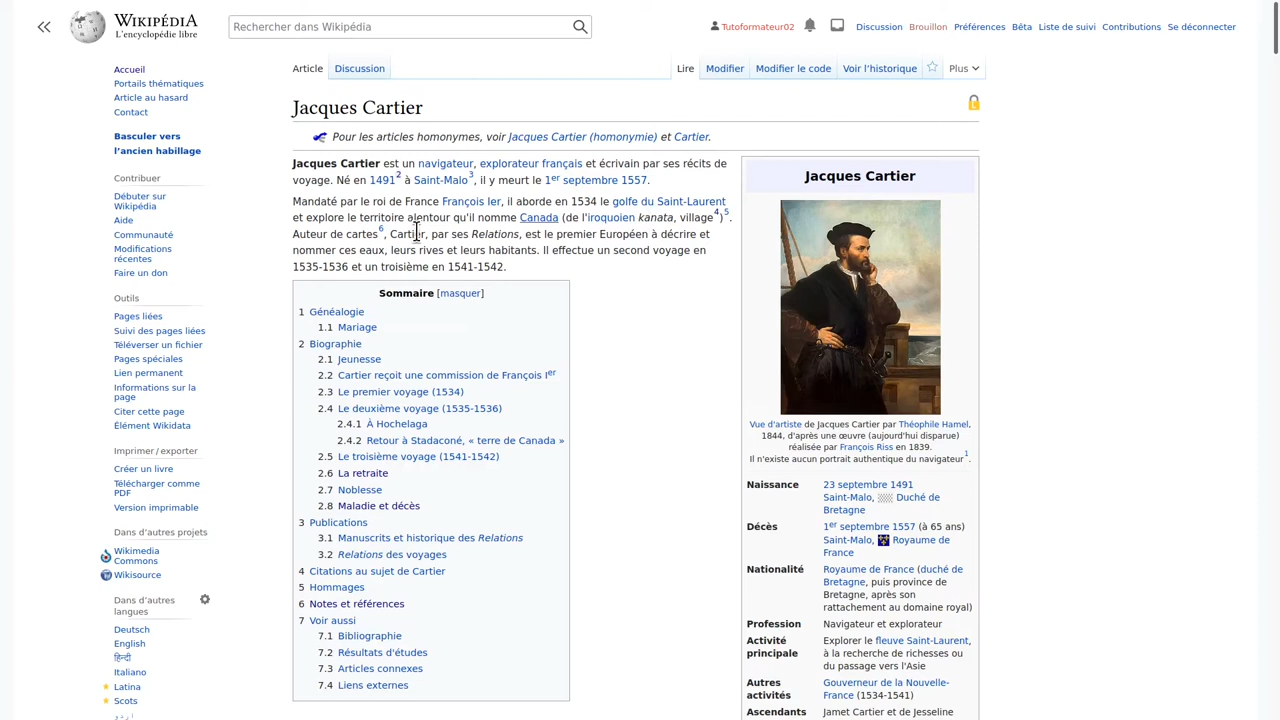 WIKIPÉDIA
L'encyclopédie libre
Rechercher dans Wikipédia
Tutoformateur02 Discussion Brouillon Préférences Bêta Liste de suivi Contributions Se déconnecter
Accueil
Portails thématiques
Article au hasard
Contact
Basculer vers
l'ancien habillage
Contribuer
Débuter sur
Wikipédia
Aide
Communauté
Modifications
récentes
Faire un don
Outils
Pages liées
Suivi des pages liées
Téléverser un fichier
Pages spéciales
Lien permanent
Informations sur la
page
Citer cette page
Élément Wikidata
Imprimer / exporter
Créer un livre
Télécharger comme
PDF
Version imprimable
Dans d'autres projets
Wikimedia
Commons
Wikisource
Dans d'autres
langues
Deutsch
English
हिन्दी
Italiano
Latina
Scots
اردو
Article Discussion Lire Modifier Modifier le code Voir l'historique Plus
Jacques Cartier
Pour les articles homonymes, voir Jacques Cartier (homonymie) et Cartier.
Jacques Cartier est un navigateur, explorateur français et écrivain par ses récits de
voyage. Né en 1491² à Saint-Malo³, il y meurt le 1er septembre 1557.
Mandaté par le roi de France François Ier, il aborde en 1534 le golfe du Saint-Laurent
et explore le territoire alentour qu'il nomme Canada (de l'iroquoien kanata, village⁴)⁵.
Auteur de cartes⁶, Cartier, par ses Relations, est le premier Européen à décrire et
nommer ces eaux, leurs rives et leurs habitants. Il effectue un second voyage en
1535-1536 et un troisième en 1541-1542.
Sommaire [masquer]
1 Généalogie
1.1 Mariage
2 Biographie
2.1 Jeunesse
2.2 Cartier reçoit une commission de François Ier
2.3 Le premier voyage (1534)
2.4 Le deuxième voyage (1535-1536)
2.4.1 À Hochelaga
2.4.2 Retour à Stadaconé, « terre de Canada »
2.5 Le troisième voyage (1541-1542)
2.6 La retraite
2.7 Noblesse
2.8 Maladie et décès
3 Publications
3.1 Manuscrits et historique des Relations
3.2 Relations des voyages
4 Citations au sujet de Cartier
5 Hommages
6 Notes et références
7 Voir aussi
7.1 Bibliographie
7.2 Résultats d'études
7.3 Articles connexes
7.4 Liens externes
Jacques Cartier
Vue d'artiste de Jacques Cartier par Théophile Hamel,
1844, d'après une œuvre (aujourd'hui disparue)
réalisée par François Riss en 1839.
Il n'existe aucun portrait authentique du navigateur¹.
Naissance 23 septembre 1491
Saint-Malo, Duché de
Bretagne
Décès 1er septembre 1557 (à 65 ans)
Saint-Malo, Royaume de
France
Nationalité Royaume de France (duché de
Bretagne, puis province de
Bretagne, après son
rattachement au domaine royal)
Profession Navigateur et explorateur
Activité Explorer le fleuve Saint-Laurent,
principale à la recherche de richesses ou
du passage vers l'Asie
Autres Gouverneur de la Nouvelle-
activités France (1534-1541)
Ascendants Jamet Cartier et de Jesseline